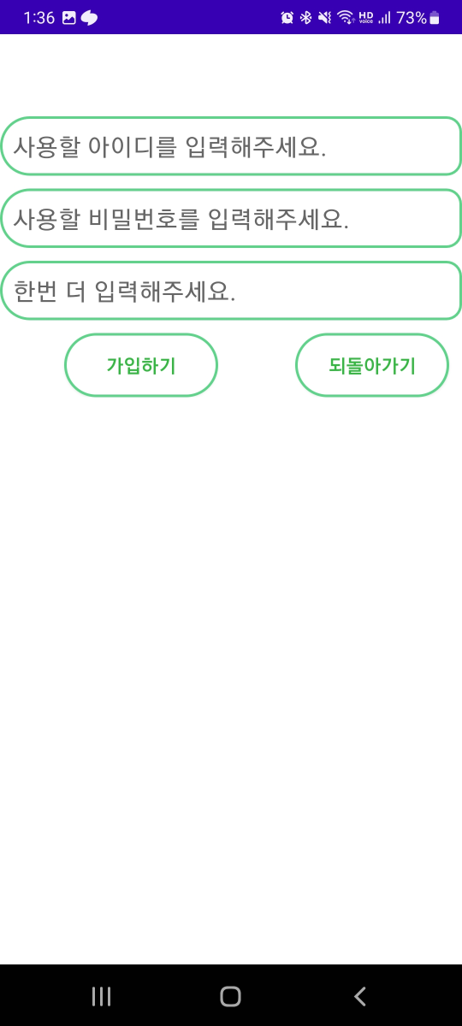 1:36 HD VOICE 73%
사용할 아이디를 입력해주세요.
사용할 비밀번호를 입력해주세요.
한번 더 입력해주세요.
가입하기 되돌아가기